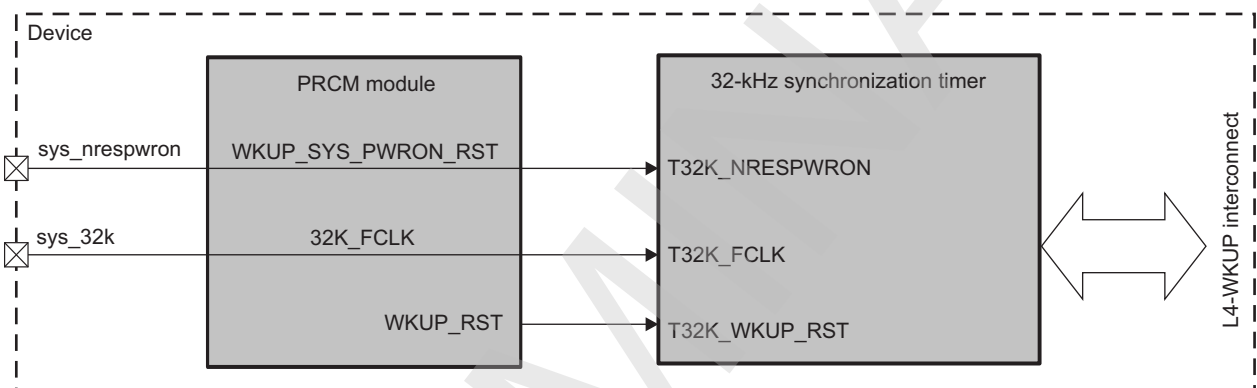 Device
PRCM module
32-kHz synchronization timer
sys_nrespwron
WKUP_SYS_PWRON_RST
T32K_NRESPWRON
sys_32k
32K_FCLK
T32K_FCLK
WKUP_RST
T32K_WKUP_RST
L4-WKUP interconnect